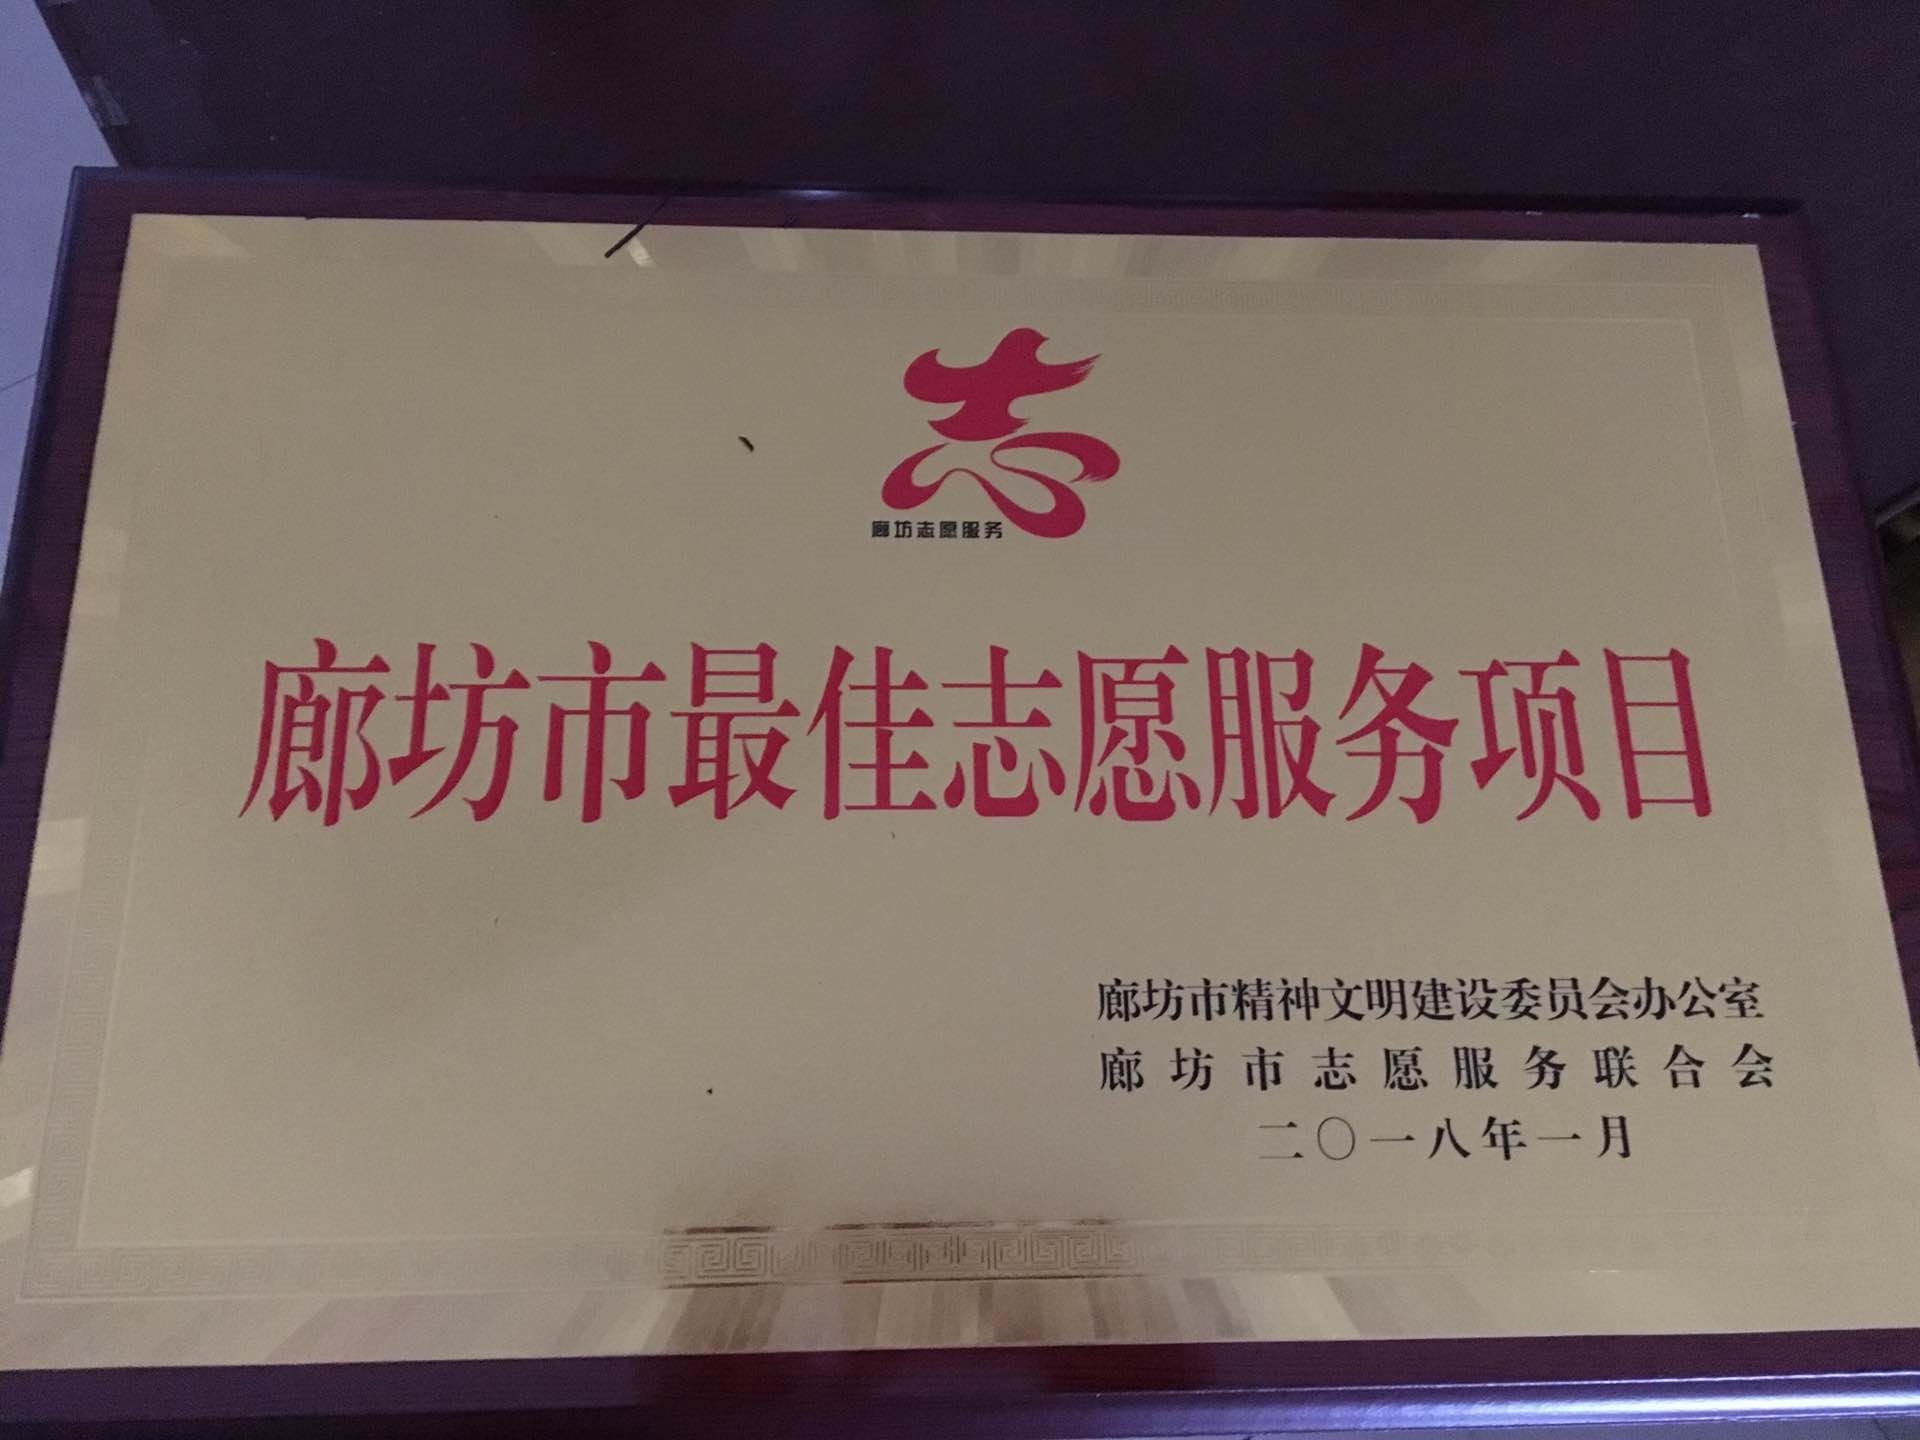 志
廊坊志愿服务
廊坊市最佳志愿服务项目
廊坊市精神文明建设委员会办公室
廊坊市志愿服务联合会
二〇一八年一月